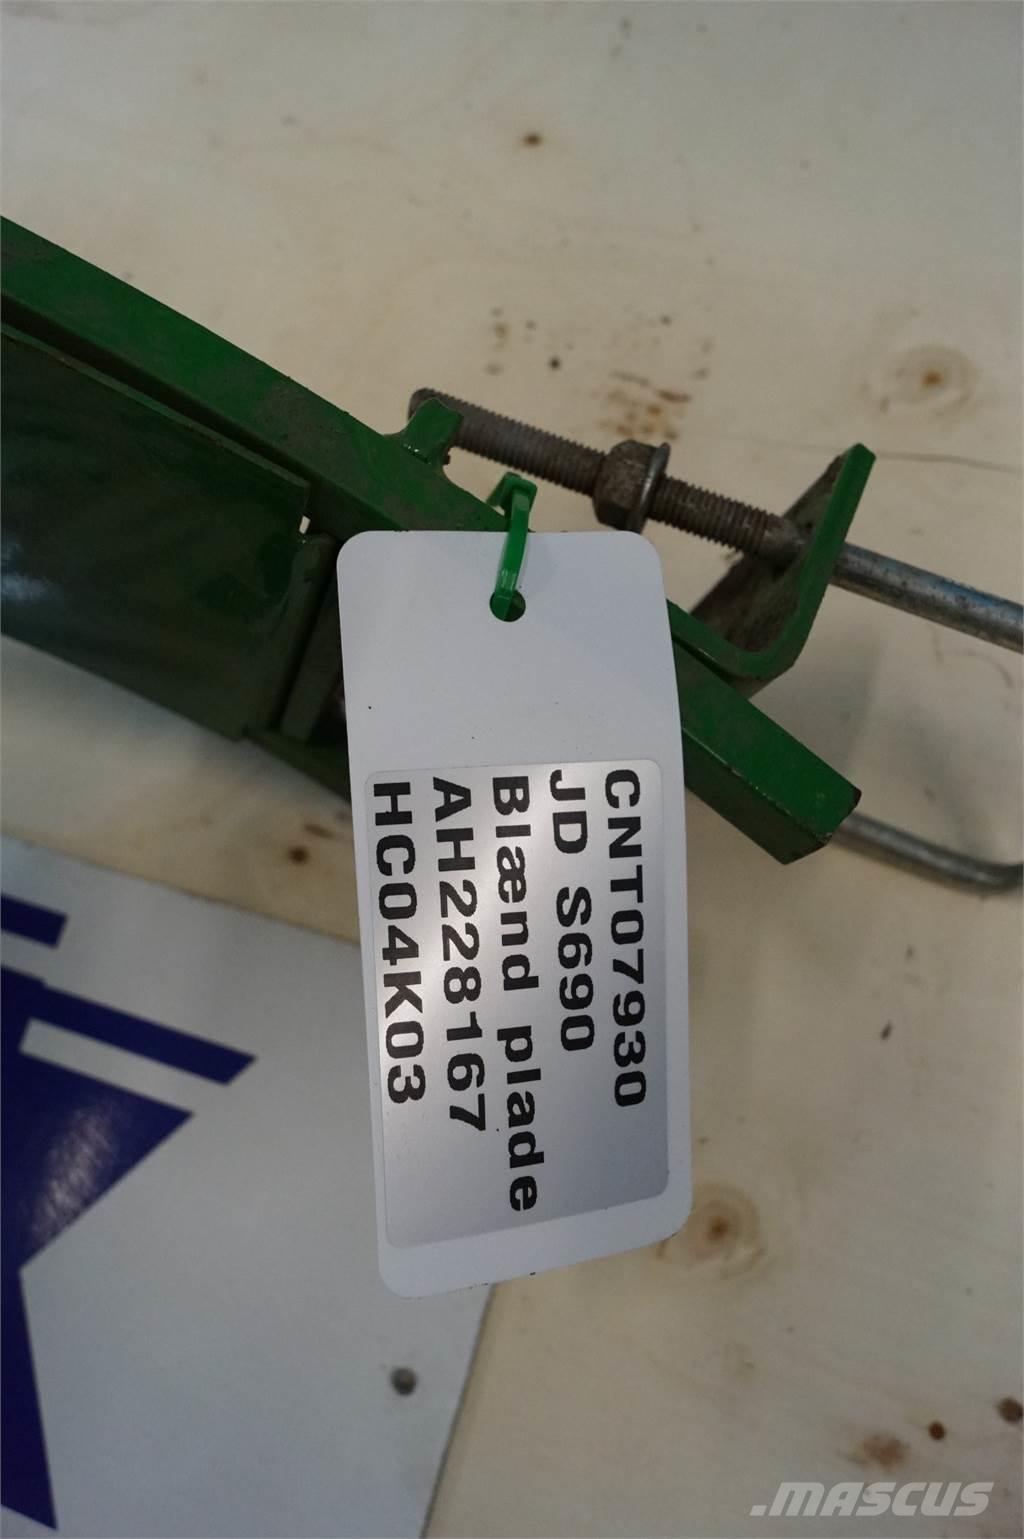 CNT07930
JD S690
Blænd plade
AH228167
HC04K03
.MASCUS